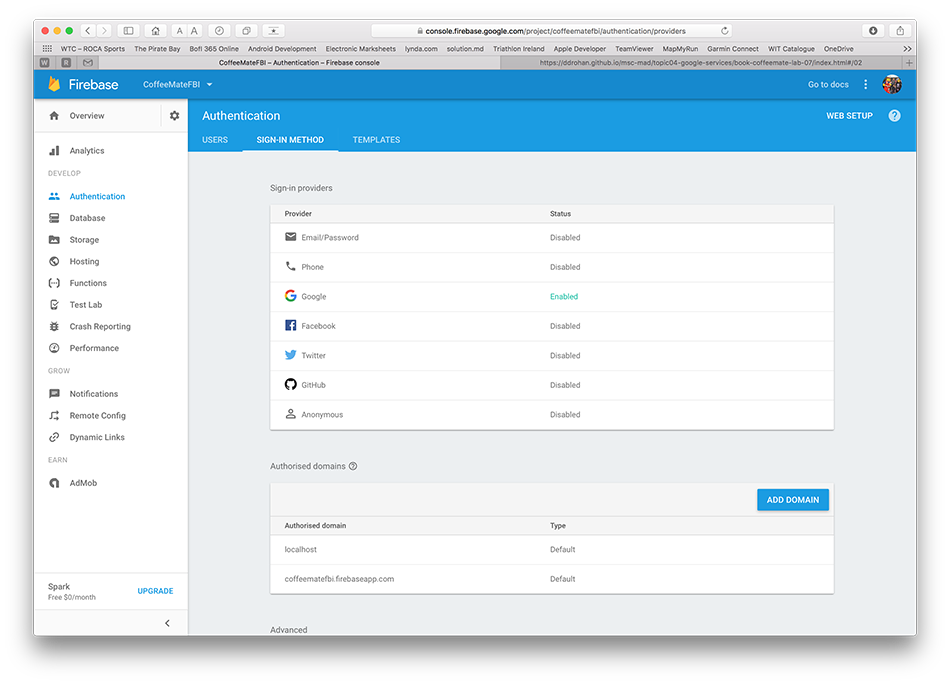 A A
console.firebase.google.com/project/coffeematefbi/authentication/providers
WTC – ROCA Sports The Pirate Bay Bofl 365 Online Android Development Electronic Marksheets lynda.com solution.md Triathlon Ireland Apple Developer TeamViewer MapMyRun Garmin Connect WIT Catalogue OneDrive
W R CoffeeMateFBI – Authentication – Firebase console https://ddrohan.github.io/msc-mad/topic04-google-services/book-coffeemate-lab-07/index.html#/02
Firebase CoffeeMateFBI Go to docs
Overview
Authentication WEB SETUP ?
USERS SIGN-IN METHOD TEMPLATES
Analytics
DEVELOP
Authentication
Database
Storage
Hosting
Functions
Test Lab
Crash Reporting
Performance
GROW
Notifications
Remote Config
Dynamic Links
EARN
AdMob
Spark
Free $0/month
UPGRADE
Sign-in providers
Provider Status
Email/Password Disabled
Phone Disabled
Google Enabled
Facebook Disabled
Twitter Disabled
GitHub Disabled
Anonymous Disabled
Authorised domains ?
ADD DOMAIN
Authorised domain Type
localhost Default
coffeematefbi.firebaseapp.com Default
Advanced